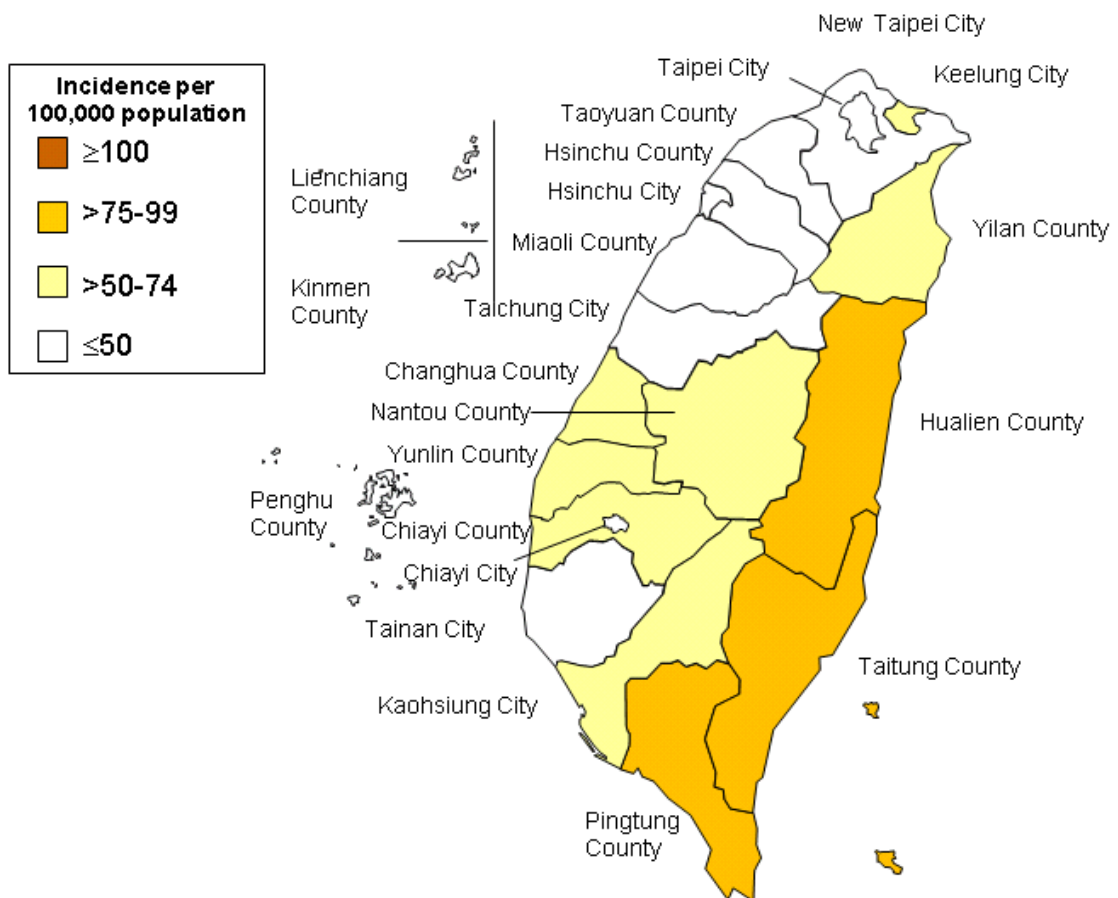 Incidence per
100,000 population
≥100
>75-99
>50-74
≤50
New Taipei City
Taipei City
Keelung City
Taoyuan County
Hsinchu County
Lienchiang
County
Hsinchu City
Yilan County
Miaoli County
Kinmen
County
Taichung City
Changhua County
Nantou County
Hualien County
Yunlin County
Penghu
County
Chiayi County
Chiayi City
Tainan City
Taitung County
Kaohsiung City
Pingtung
County